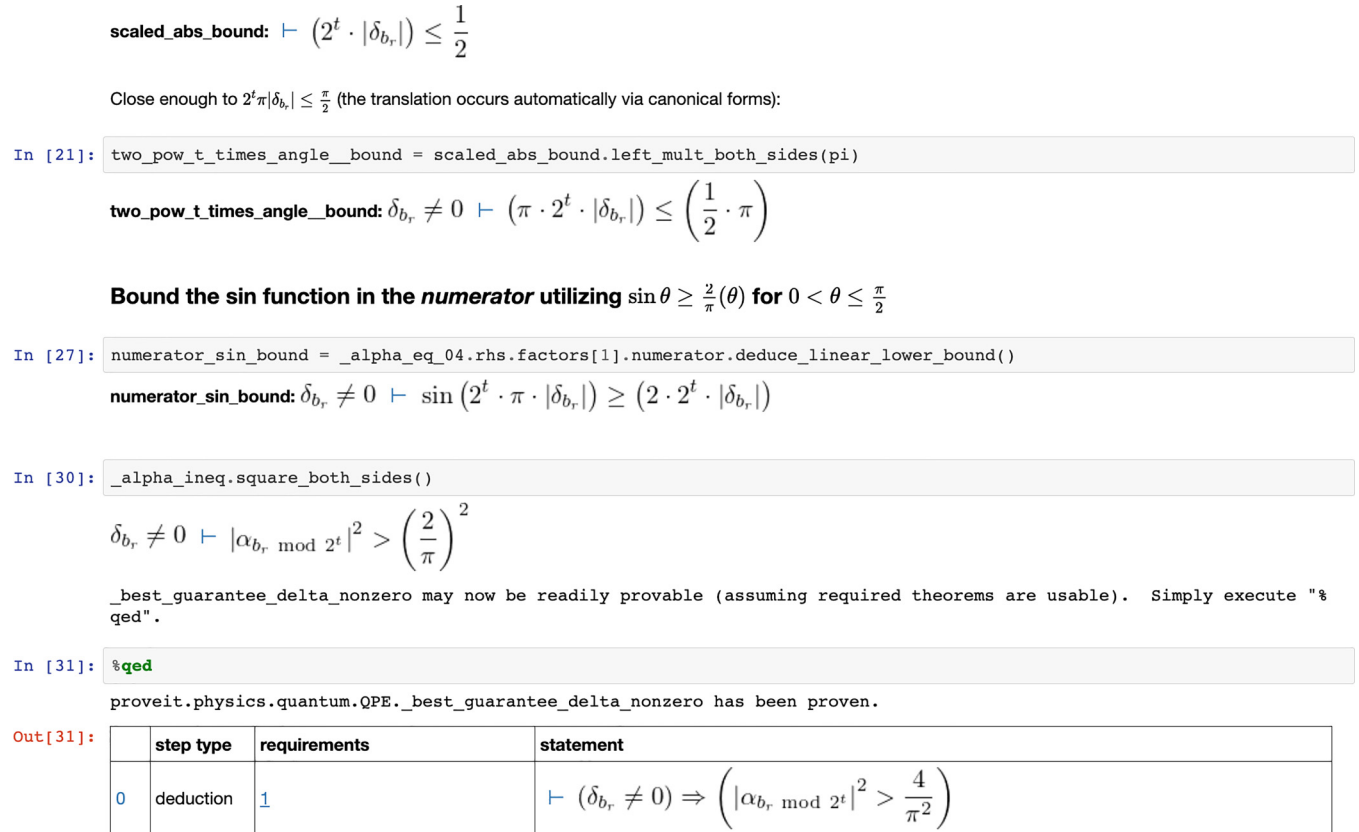 scaled_abs_bound: ⊢ (2^t · |δ_{b_r}|) ≤ 1/2
Close enough to 2^t π|δ_{b_r}| ≤ π/2 (the translation occurs automatically via canonical forms):
In [21]: two_pow_t_times_angle__bound = scaled_abs_bound.left_mult_both_sides(pi)
two_pow_t_times_angle__bound: δ_{b_r} ≠ 0 ⊢ (π · 2^t · |δ_{b_r}|) ≤ (1/2 · π)
Bound the sin function in the numerator utilizing sin θ ≥ 2/π (θ) for 0 < θ ≤ π/2
In [27]: numerator_sin_bound = _alpha_eq_04.rhs.factors[1].numerator.deduce_linear_lower_bound()
numerator_sin_bound: δ_{b_r} ≠ 0 ⊢ sin (2^t · π · |δ_{b_r}|) ≥ (2 · 2^t · |δ_{b_r}|)
In [30]: _alpha_ineq.square_both_sides()
δ_{b_r} ≠ 0 ⊢ |α_{b_r mod 2^t}|^2 > (2/π)^2
_best_guarantee_delta_nonzero may now be readily provable (assuming required theorems are usable). Simply execute "%
qed".
In [31]: %qed
proveit.physics.quantum.QPE._best_guarantee_delta_nonzero has been proven.
Out[31]: step type requirements statement
0 deduction 1 ⊢ (δ_{b_r} ≠ 0) ⇒ (|α_{b_r mod 2^t}|^2 > 4/π^2)